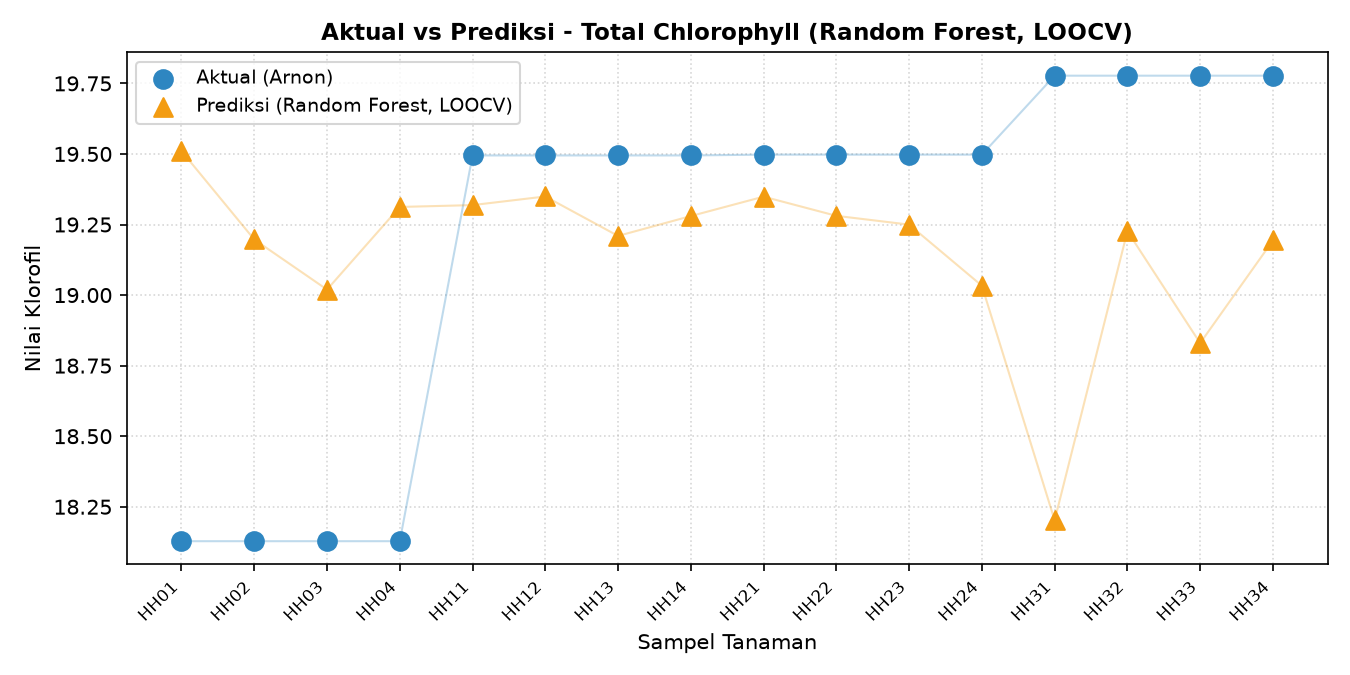 Aktual vs Prediksi - Total Chlorophyll (Random Forest, LOOCV)
Aktual (Arnon)
Prediksi (Random Forest, LOOCV)
Nilai Klorofil
19.75
19.50
19.25
19.00
18.75
18.50
18.25
HH01 HH02 HH03 HH04 HH11 HH12 HH13 HH14 HH21 HH22 HH23 HH24 HH31 HH32 HH33 HH34
Sampel Tanaman